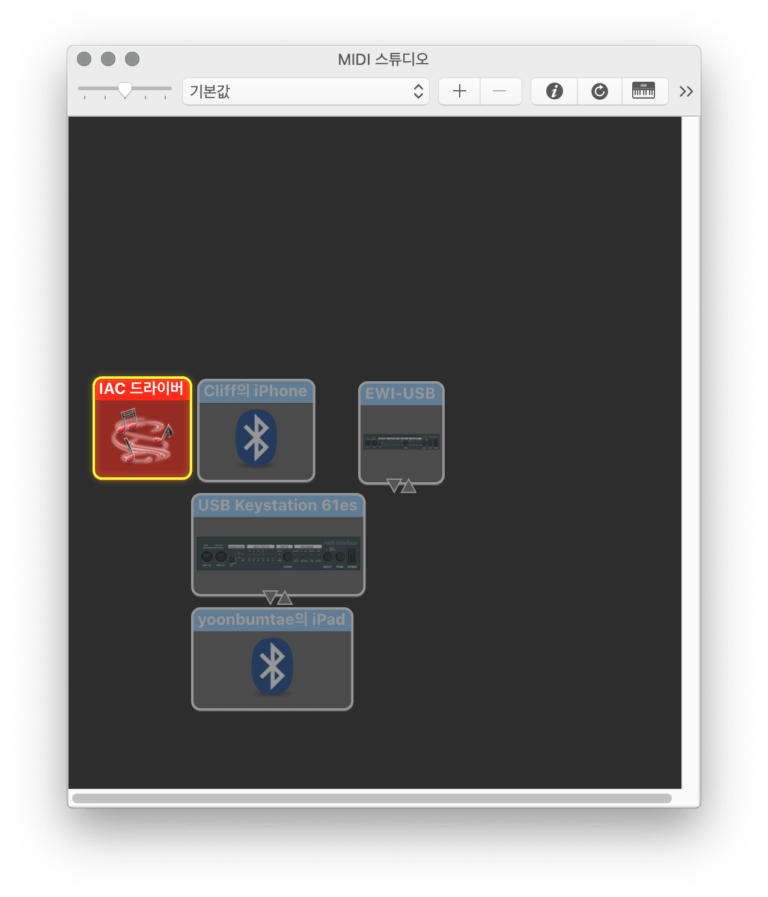 MIDI 스튜디오
기본값
IAC 드라이버
Cliff의 iPhone
EWI-USB
USB Keystation 61es
yoonbumtae의 iPad